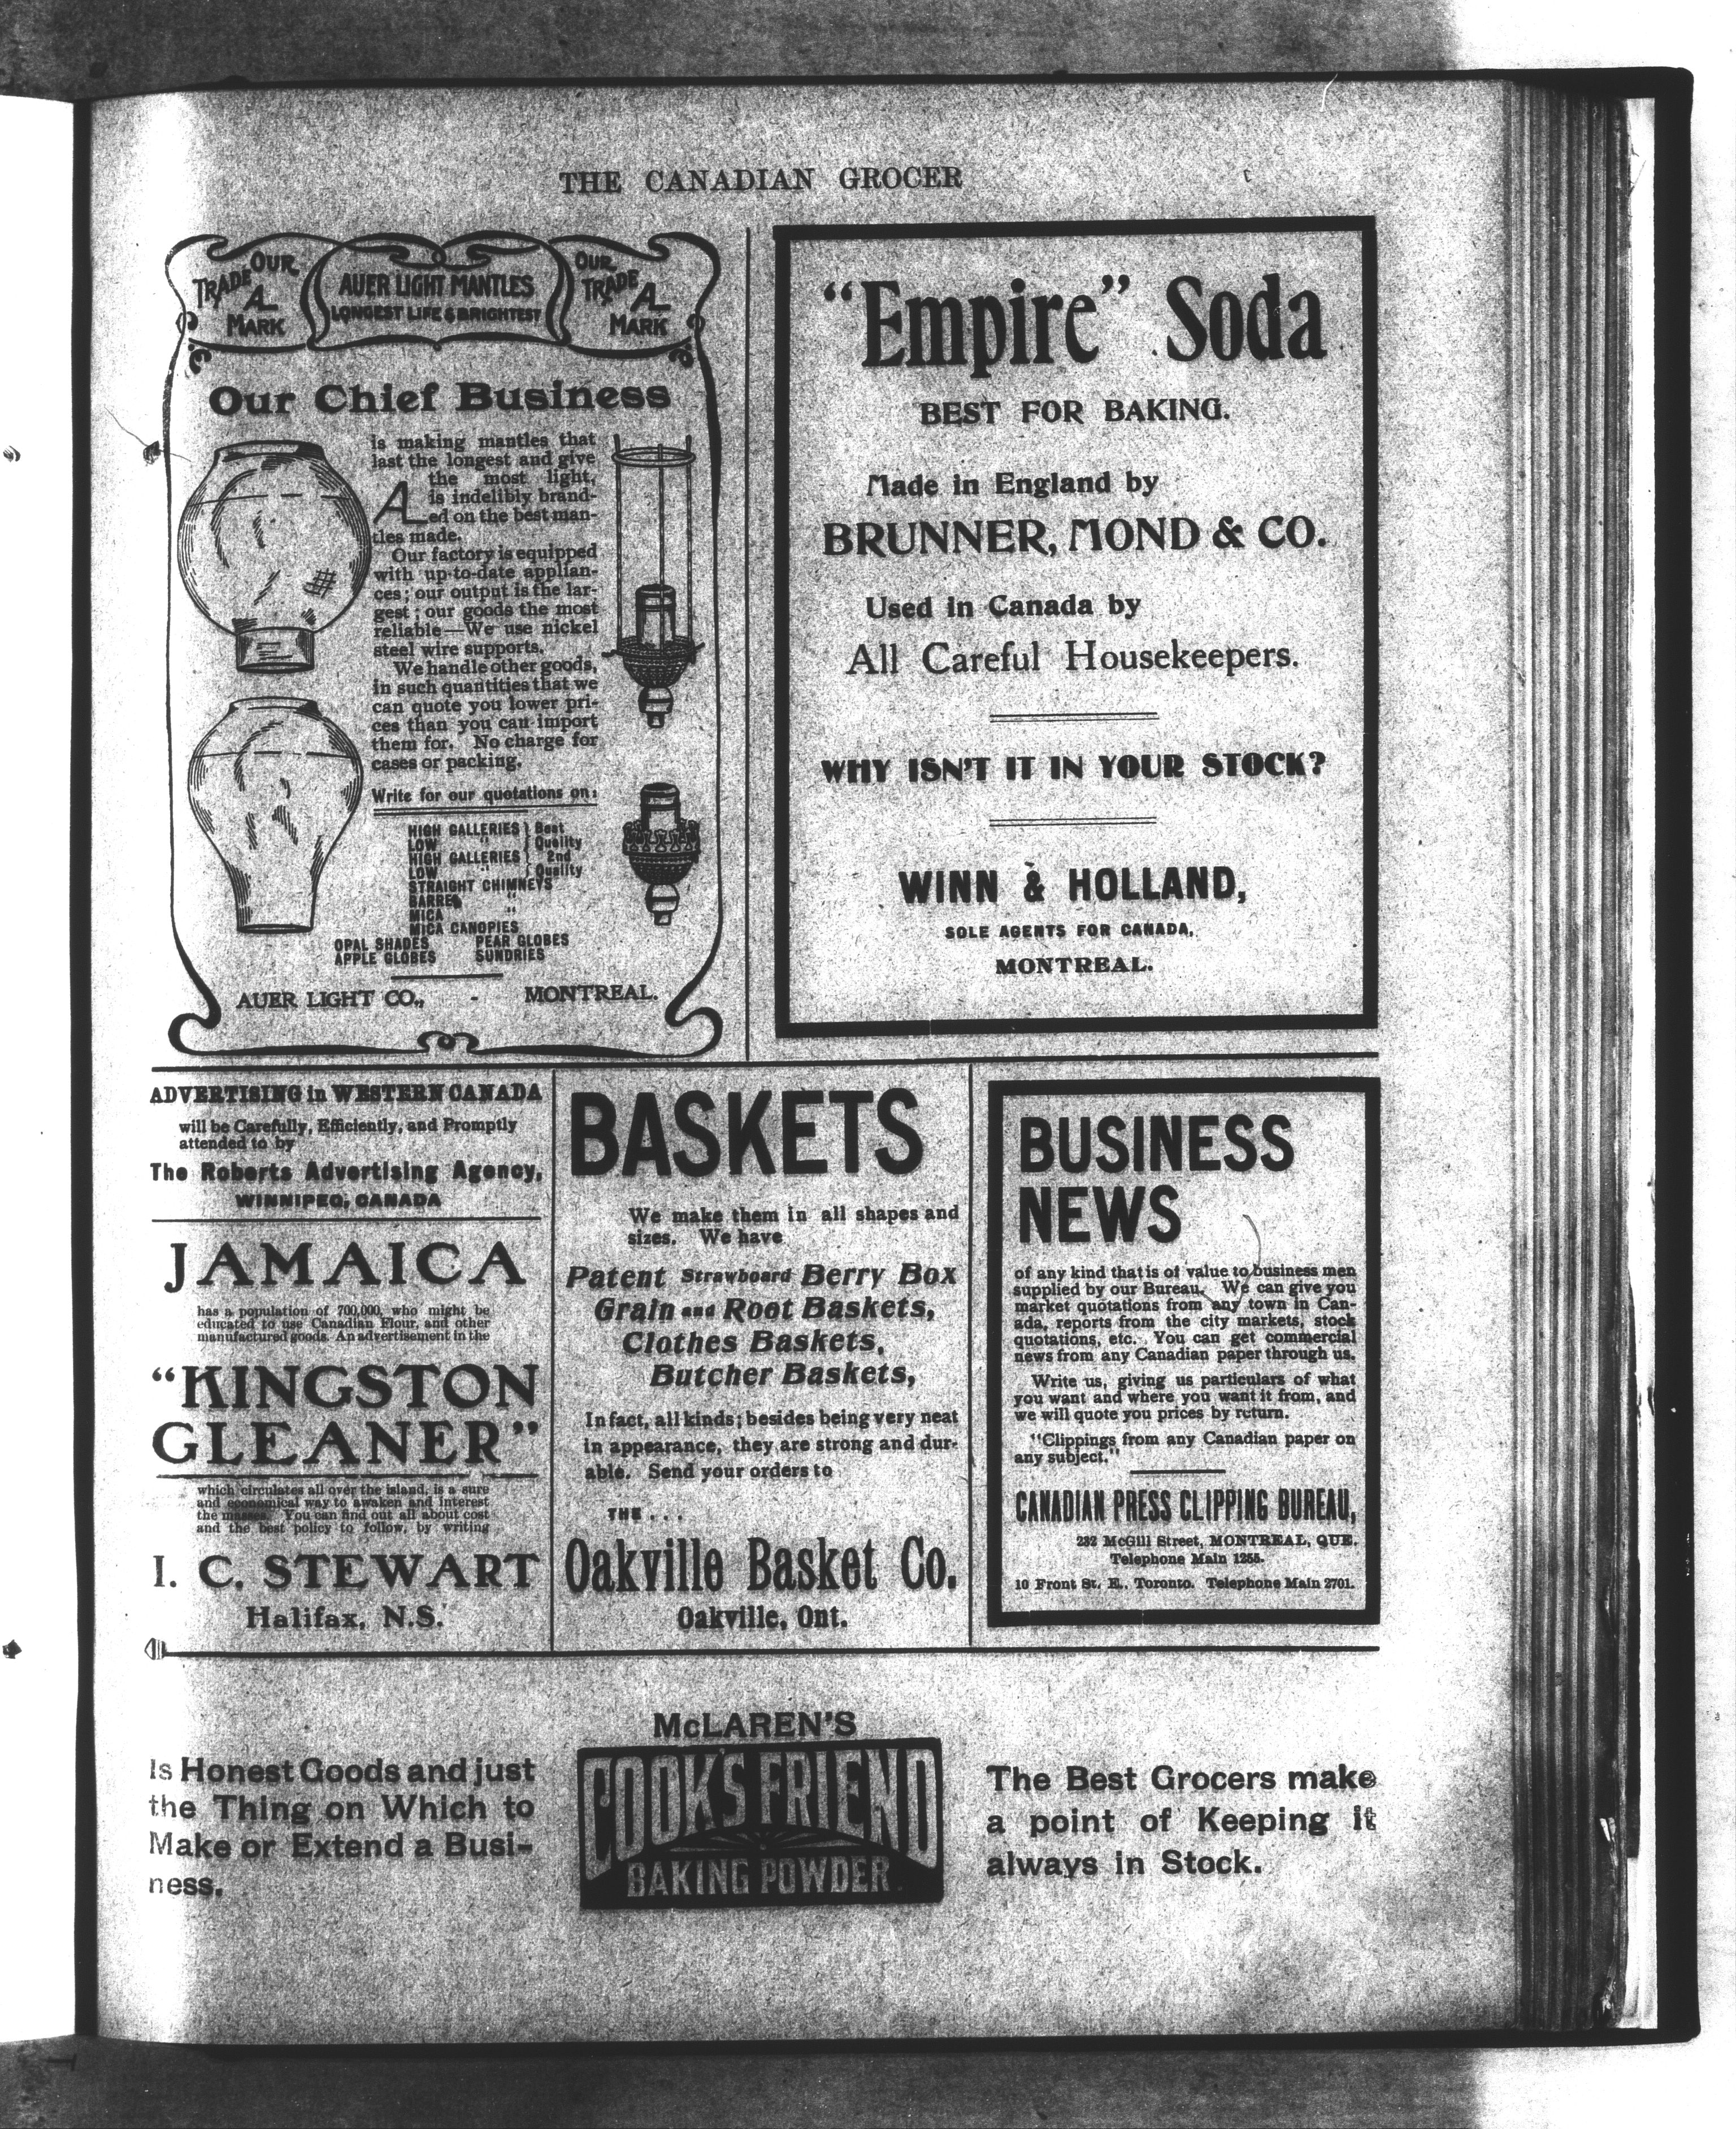 THE CANADIAN GROCER
OUR TRADE AL MARK
AUER LIGHT MANTLES
LONGEST LIFE & BRIGHTEST
OUR TRADE AL MARK
Our Chief Business
is making mantles that
last the longest and give
the most light,
AL is indelibly brand-
ed on the best man-
tles made.
Our factory is equipped
with up-to-date applian-
ces; our output is the lar-
gest; our goods the most
reliable—We use nickel
steel wire supports.
We handle other goods,
in such quantities that we
can quote you lower pri-
ces than you can import
them for. No charge for
cases or packing.
Write for our quotations on:
HIGH GALLERIES } Best
LOW " } Quality
HIGH GALLERIES } 2nd
LOW " } Quality
STRAIGHT CHIMNEYS
BARREL "
MICA "
MICA CANOPIES
OPAL SHADES PEAR GLOBES
APPLE GLOBES SUNDRIES
AUER LIGHT CO., - MONTREAL.
"Empire" Soda
BEST FOR BAKING.
Made in England by
BRUNNER, MOND & CO.
Used in Canada by
All Careful Housekeepers.
WHY ISN'T IT IN YOUR STOCK?
WINN & HOLLAND,
SOLE AGENTS FOR CANADA,
MONTREAL.
ADVERTISING in WESTERN CANADA
will be Carefully, Efficiently, and Promptly
attended to by
The Roberts Advertising Agency,
WINNIPEG, CANADA
JAMAICA
has a population of 700,000, who might be
educated to use Canadian Flour, and other
manufactured goods. An advertisement in the
"KINGSTON
GLEANER"
which circulates all over the island, is a sure
and economical way to awaken and interest
the masses. You can find out all about cost
and the best policy to follow, by writing
I. C. STEWART
Halifax, N.S.
BASKETS
We make them in all shapes and
sizes. We have
Patent Strawboard Berry Box
Grain and Root Baskets,
Clothes Baskets,
Butcher Baskets,
In fact, all kinds; besides being very neat
in appearance, they are strong and dur-
able. Send your orders to
THE...
Oakville Basket Co.
Oakville, Ont.
BUSINESS
NEWS
of any kind that is of value to business men
supplied by our Bureau. We can give you
market quotations from any town in Can-
ada, reports from the city markets, stock
quotations, etc. You can get commercial
news from any Canadian paper through us.
Write us, giving us particulars of what
you want and where you want it from, and
we will quote you prices by return.
"Clippings from any Canadian paper on
any subject."
CANADIAN PRESS CLIPPING BUREAU,
232 McGill Street, MONTREAL, QUE.
Telephone Main 1255.
10 Front St. E., Toronto. Telephone Main 2701.
Is Honest Goods and just
the Thing on Which to
Make or Extend a Busi-
ness.
McLAREN'S
COOK'S FRIEND
BAKING POWDER.
The Best Grocers make
a point of Keeping it
always in Stock.